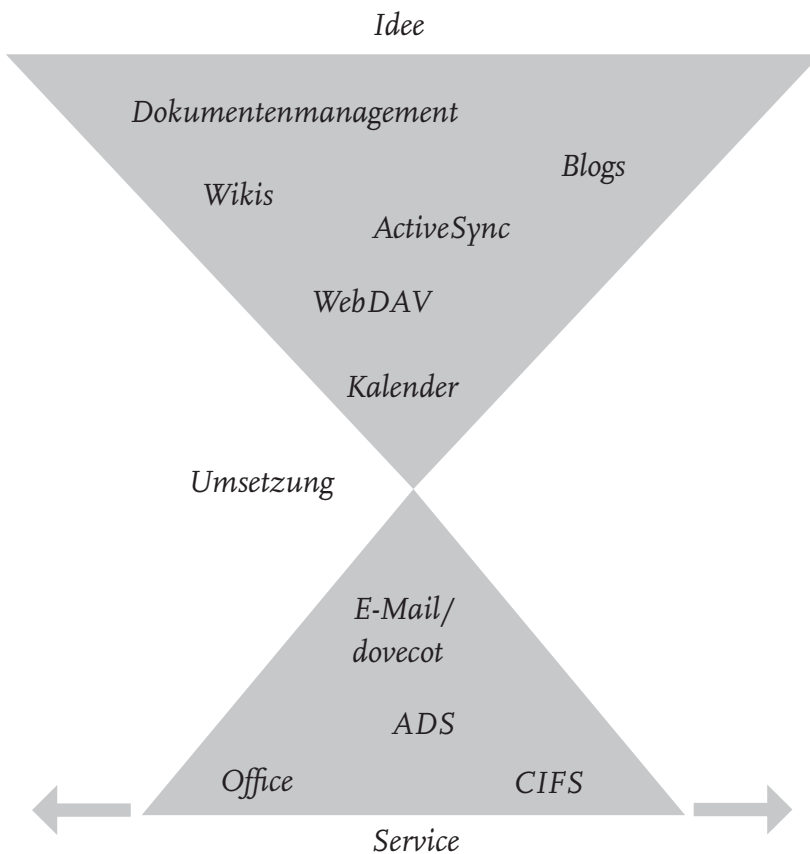 Idee
Dokumentenmanagement
Blogs
Wikis
ActiveSync
WebDAV
Kalender
Umsetzung
E-Mail/
dovecot
ADS
Office
CIFS
Service